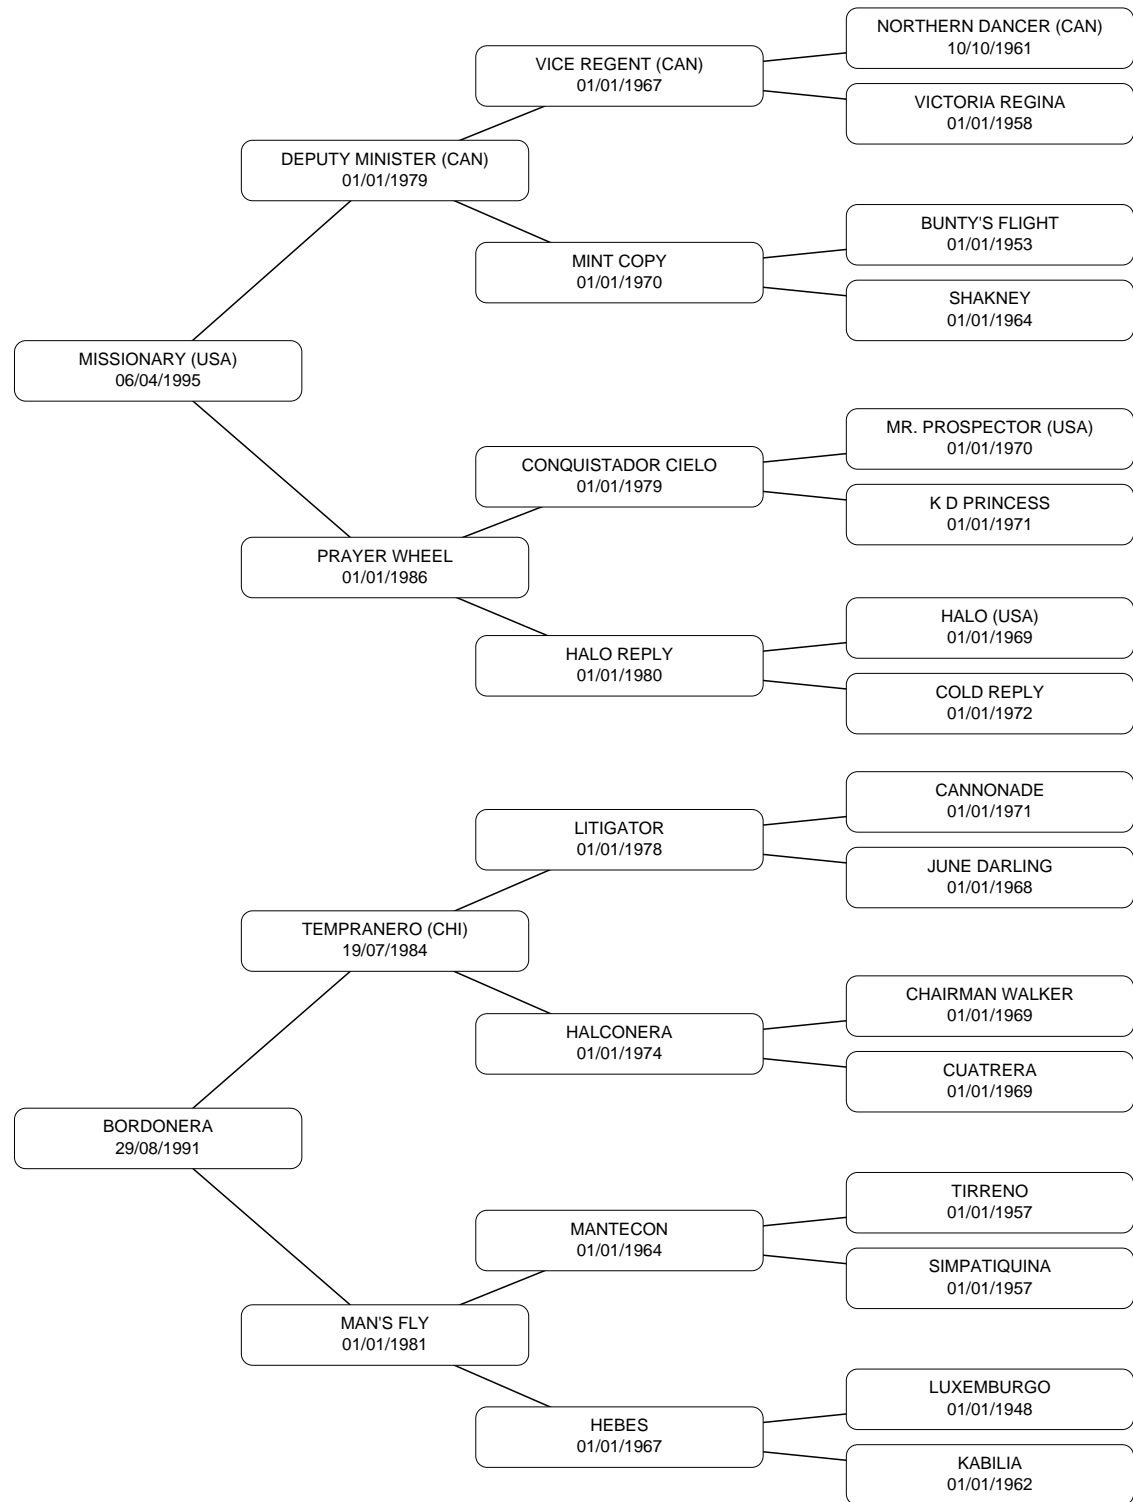 NORTHERN DANCER (CAN)
10/10/1961
VICE REGENT (CAN)
01/01/1967
VICTORIA REGINA
01/01/1958
DEPUTY MINISTER (CAN)
01/01/1979
BUNTY'S FLIGHT
01/01/1953
MINT COPY
01/01/1970
SHAKNEY
01/01/1964
MISSIONARY (USA)
06/04/1995
MR. PROSPECTOR (USA)
01/01/1970
CONQUISTADOR CIELO
01/01/1979
K D PRINCESS
01/01/1971
PRAYER WHEEL
01/01/1986
HALO (USA)
01/01/1969
HALO REPLY
01/01/1980
COLD REPLY
01/01/1972
CANNONADE
01/01/1971
LITIGATOR
01/01/1978
JUNE DARLING
01/01/1968
TEMPRANERO (CHI)
19/07/1984
CHAIRMAN WALKER
01/01/1969
HALCONERA
01/01/1974
CUATRERA
01/01/1969
BORDONERA
29/08/1991
TIRRENO
01/01/1957
MANTECON
01/01/1964
SIMPATIQUINA
01/01/1957
MAN'S FLY
01/01/1981
LUXEMBURGO
01/01/1948
HEBES
01/01/1967
KABILIA
01/01/1962